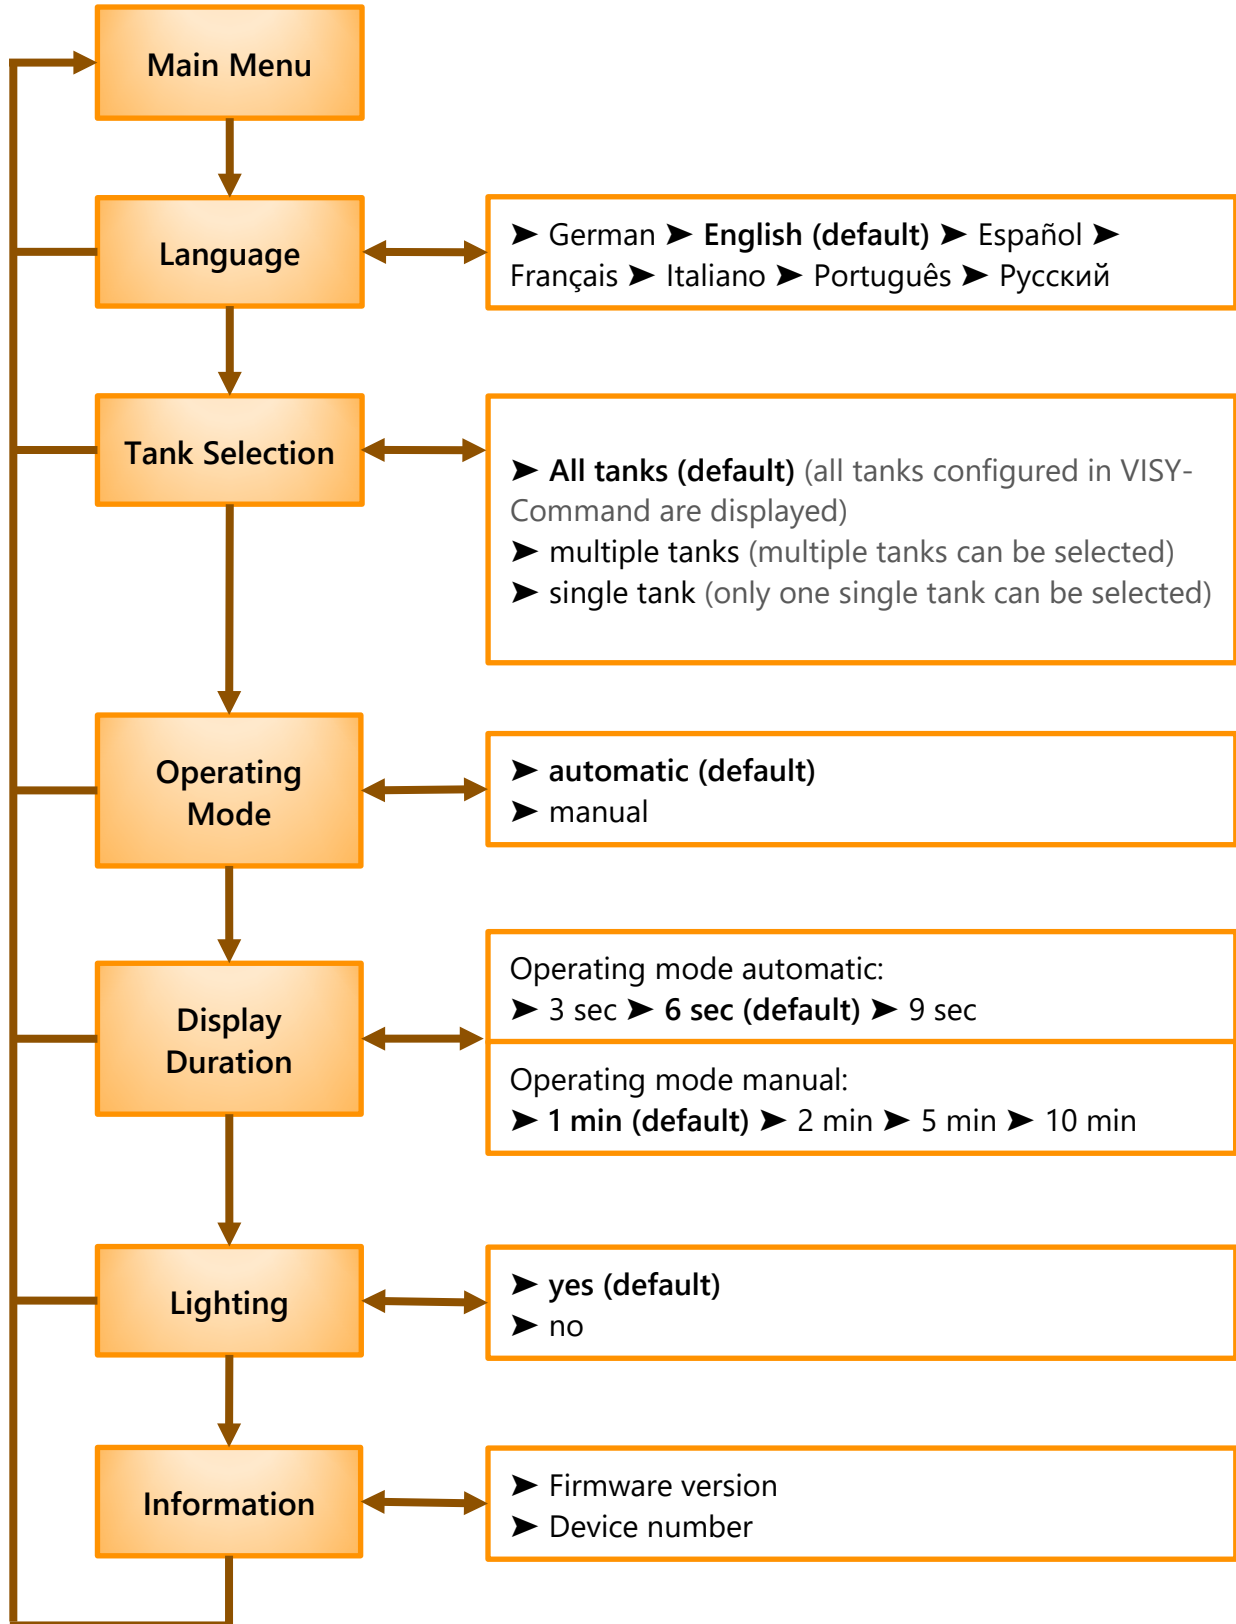 Main Menu
Language
➤ German ➤ English (default) ➤ Español ➤
Français ➤ Italiano ➤ Português ➤ Русский
Tank Selection
➤ All tanks (default) (all tanks configured in VISY-
Command are displayed)
➤ multiple tanks (multiple tanks can be selected)
➤ single tank (only one single tank can be selected)
Operating
Mode
➤ automatic (default)
➤ manual
Display
Duration
Operating mode automatic:
➤ 3 sec ➤ 6 sec (default) ➤ 9 sec
Operating mode manual:
➤ 1 min (default) ➤ 2 min ➤ 5 min ➤ 10 min
Lighting
➤ yes (default)
➤ no
Information
➤ Firmware version
➤ Device number